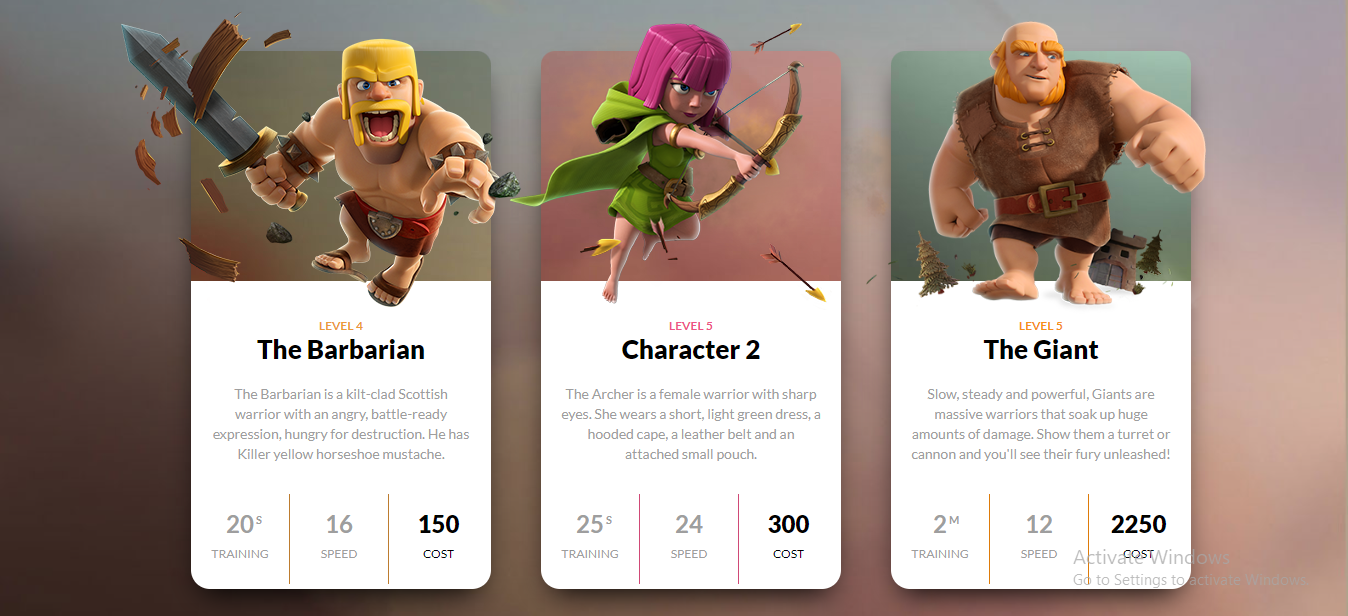 LEVEL 4
The Barbarian
The Barbarian is a kilt-clad Scottish
warrior with an angry, battle-ready
expression, hungry for destruction. He has
Killer yellow horseshoe mustache.
20S
TRAINING
16
SPEED
150
COST
LEVEL 5
Character 2
The Archer is a female warrior with sharp
eyes. She wears a short, light green dress, a
hooded cape, a leather belt and an
attached small pouch.
25S
TRAINING
24
SPEED
300
COST
LEVEL 5
The Giant
Slow, steady and powerful, Giants are
massive warriors that soak up huge
amounts of damage. Show them a turret or
cannon and you'll see their fury unleashed!
2M
TRAINING
12
SPEED
2250
COST
Activate Windows
Go to Settings to activate Windows.